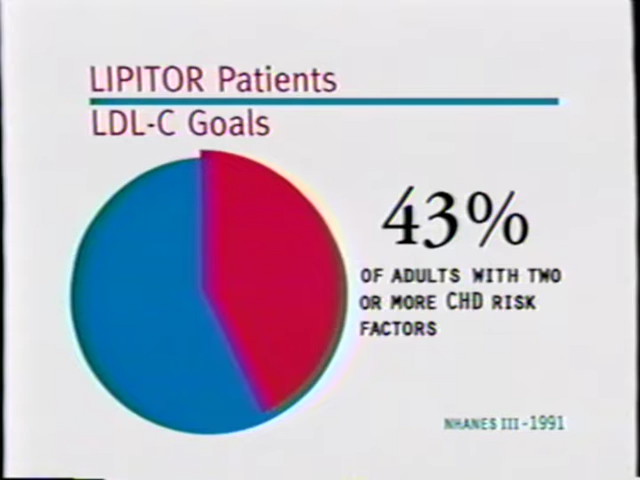 LIPITOR Patients
LDL-C Goals
43%
OF ADULTS WITH TWO
OR MORE CHD RISK
FACTORS
NHANES III-1991